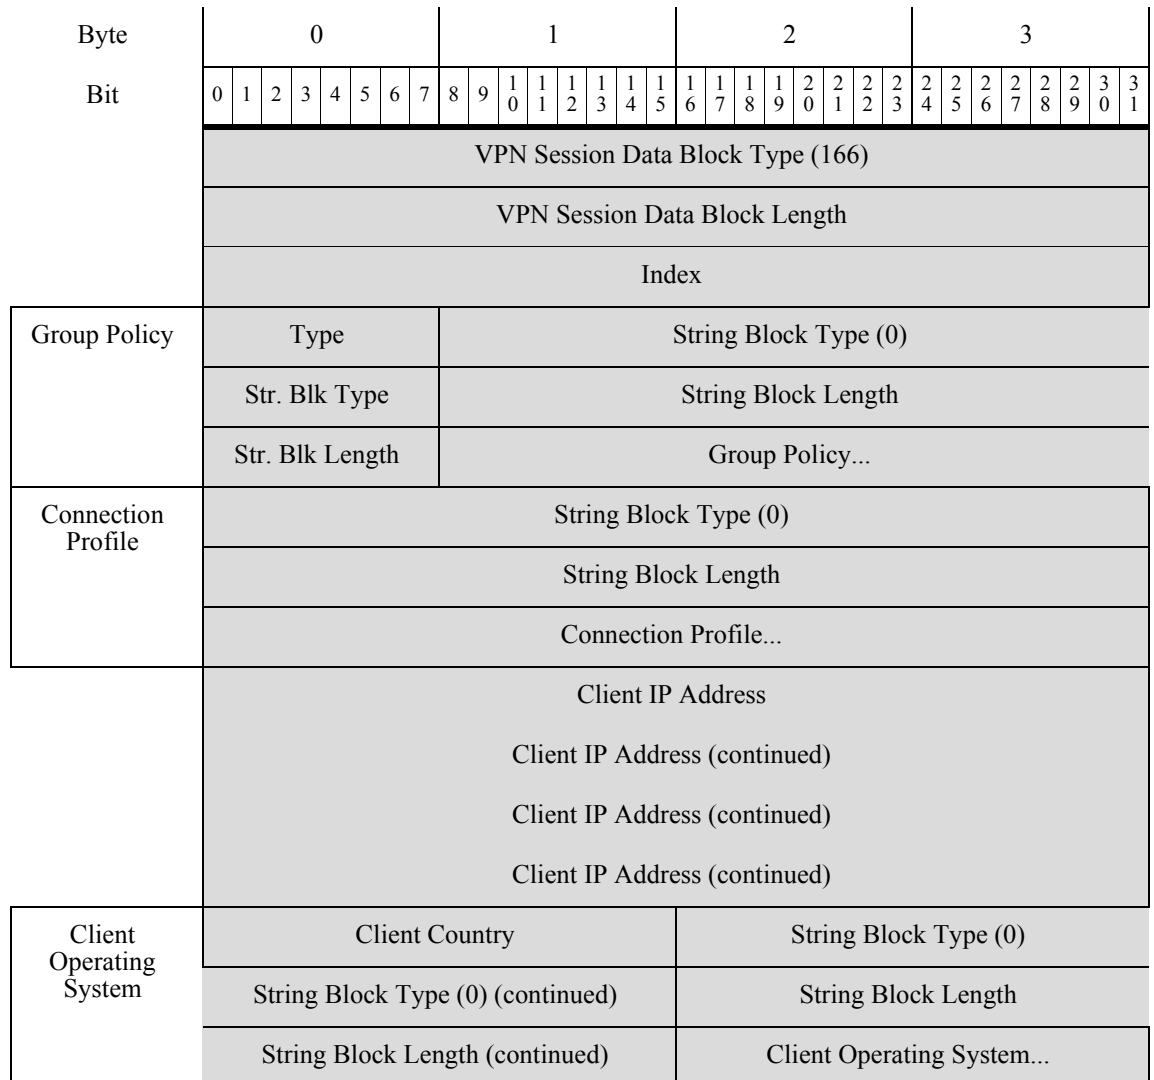 Byte 0 1 2 3
Bit 0 1 2 3 4 5 6 7 8 9 10 11 12 13 14 15 16 17 18 19 20 21 22 23 24 25 26 27 28 29 30 31
VPN Session Data Block Type (166)
VPN Session Data Block Length
Index
Group Policy Type String Block Type (0)
Str. Blk Type String Block Length
Str. Blk Length Group Policy...
Connection String Block Type (0)
Profile
String Block Length
Connection Profile...
Client IP Address
Client IP Address (continued)
Client IP Address (continued)
Client IP Address (continued)
Client Client Country String Block Type (0)
Operating
System String Block Type (0) (continued) String Block Length
String Block Length (continued) Client Operating System...